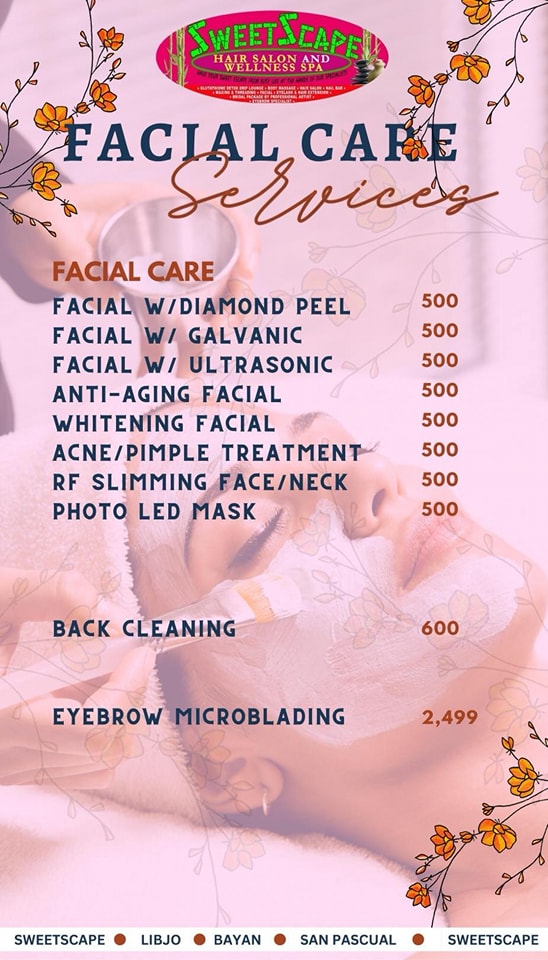 SWEETSCAPE
HAIR SALON AND
WELLNESS SPA
FACIAL CARE
Services
FACIAL CARE
FACIAL W/DIAMOND PEEL 500
FACIAL W/ GALVANIC 500
FACIAL W/ ULTRASONIC 500
ANTI-AGING FACIAL 500
WHITENING FACIAL 500
ACNE/PIMPLE TREATMENT 500
RF SLIMMING FACE/NECK 500
PHOTO LED MASK 500
BACK CLEANING 600
EYEBROW MICROBLADING 2,499
SWEETSCAPE ● LIBJO ● BAYAN ● SAN PASCUAL ● SWEETSCAPE